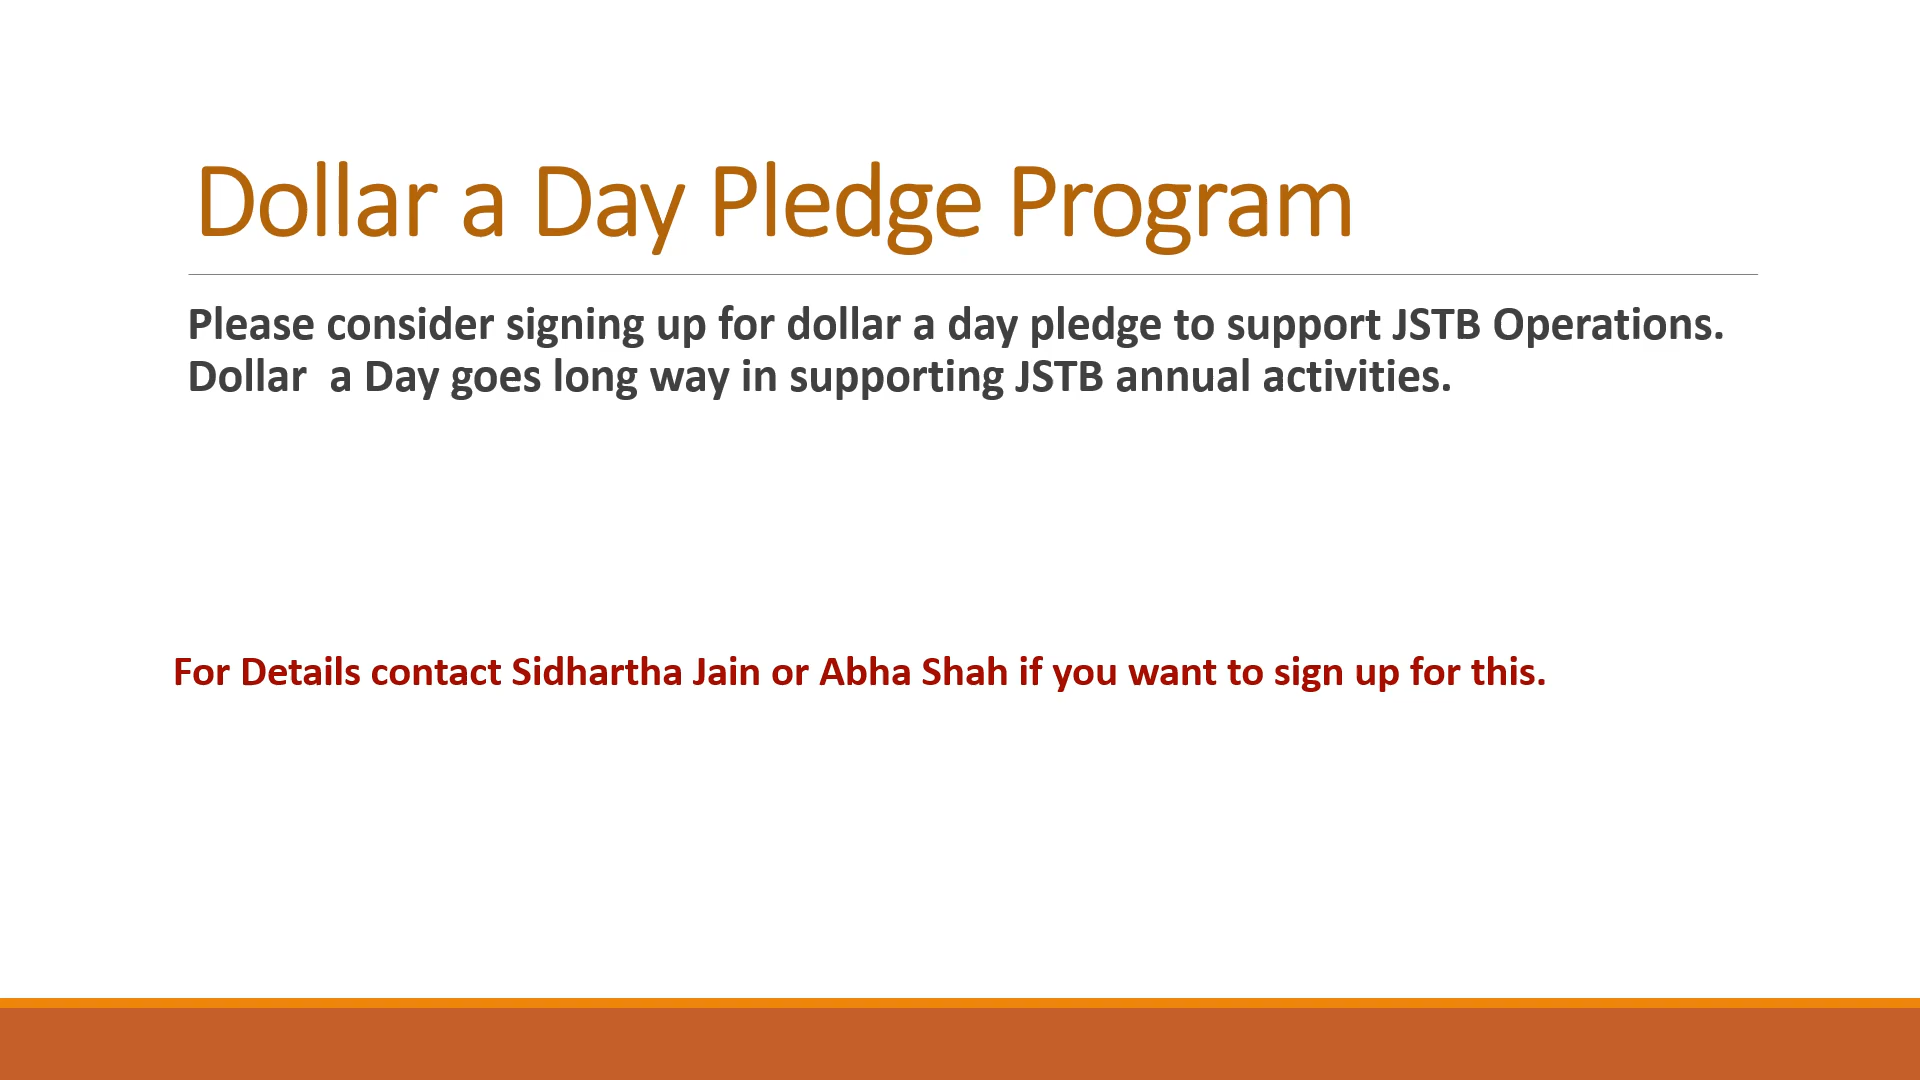 Dollar a Day Pledge Program
Please consider signing up for dollar a day pledge to support JSTB Operations.
Dollar  a Day goes long way in supporting JSTB annual activities.
For Details contact Sidhartha Jain or Abha Shah if you want to sign up for this.